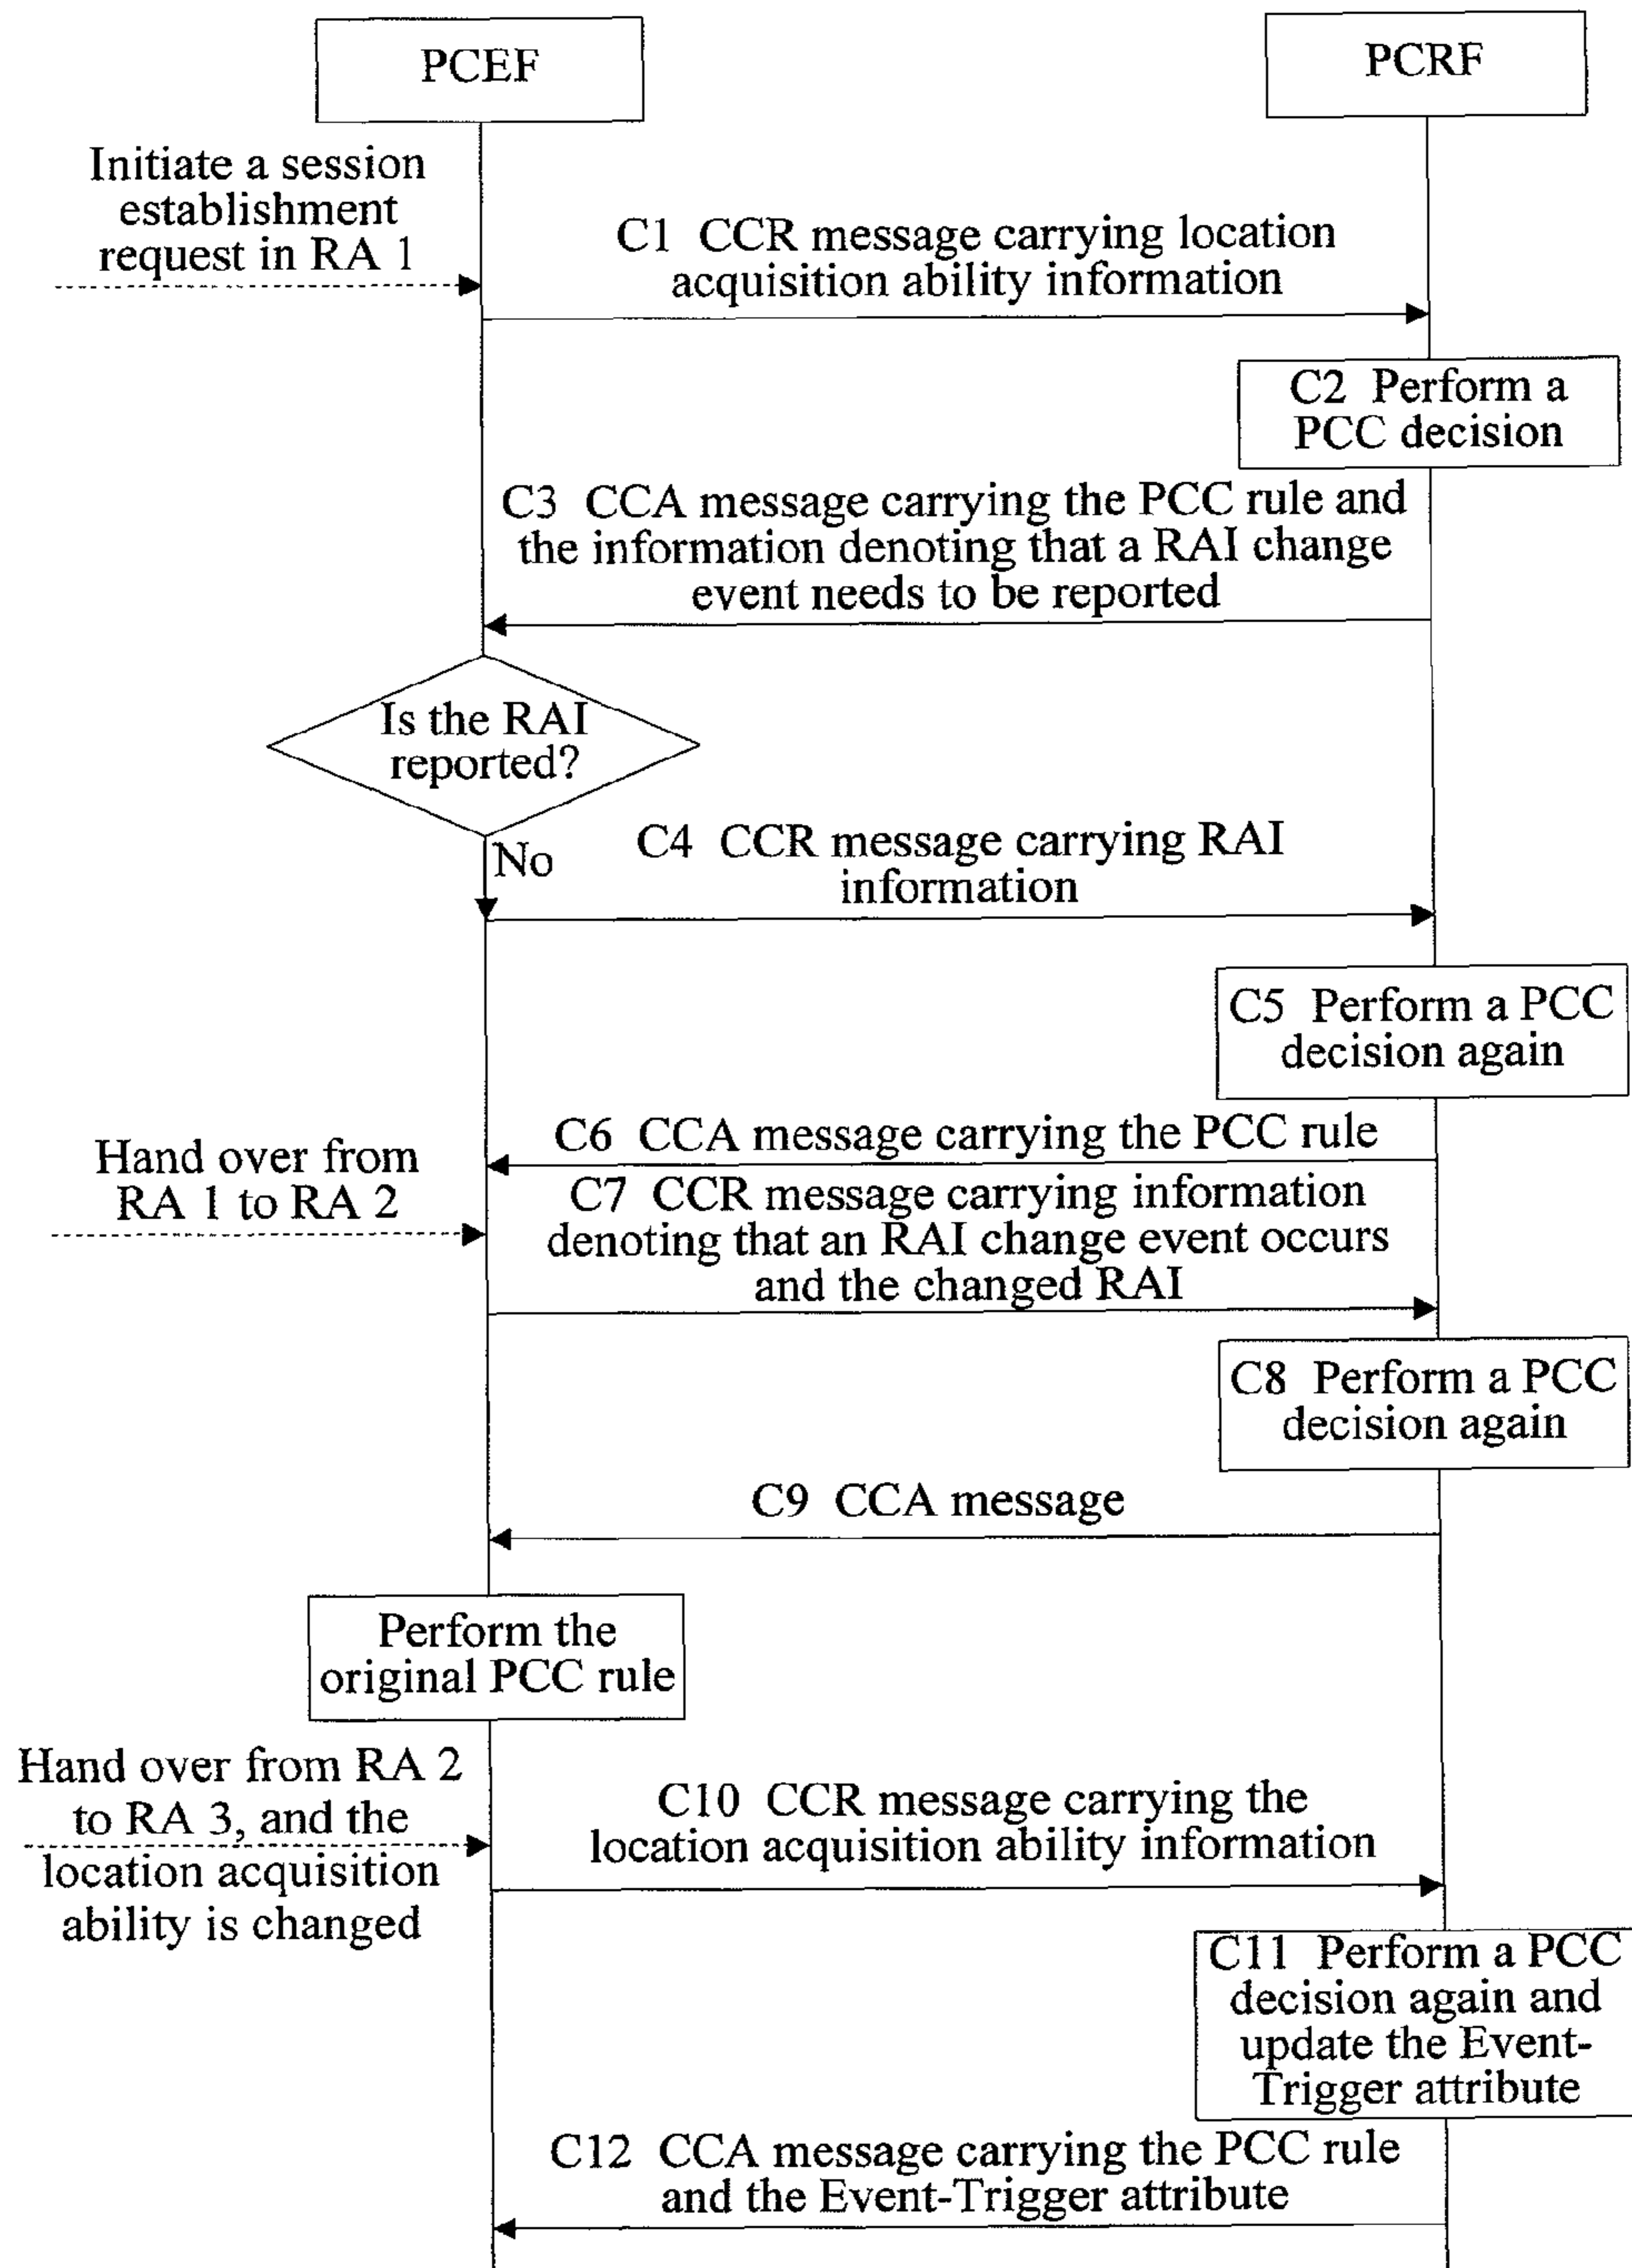 PCEF
PCRF
Initiate a session
establishment
request in RA 1
C1 CCR message carrying location
acquisition ability information
C2 Perform a
PCC decision
C3 CCA message carrying the PCC rule and
the information denoting that a RAI change
event needs to be reported
Is the RAI
reported?
No
C4 CCR message carrying RAI
information
C5 Perform a PCC
decision again
C6 CCA message carrying the PCC rule
Hand over from
RA 1 to RA 2
C7 CCR message carrying information
denoting that an RAI change event occurs
and the changed RAI
C8 Perform a PCC
decision again
C9 CCA message
Perform the
original PCC rule
Hand over from RA 2
to RA 3, and the
location acquisition
ability is changed
C10 CCR message carrying the
location acquisition ability information
C11 Perform a PCC
decision again and
update the Event-
Trigger attribute
C12 CCA message carrying the PCC rule
and the Event-Trigger attribute